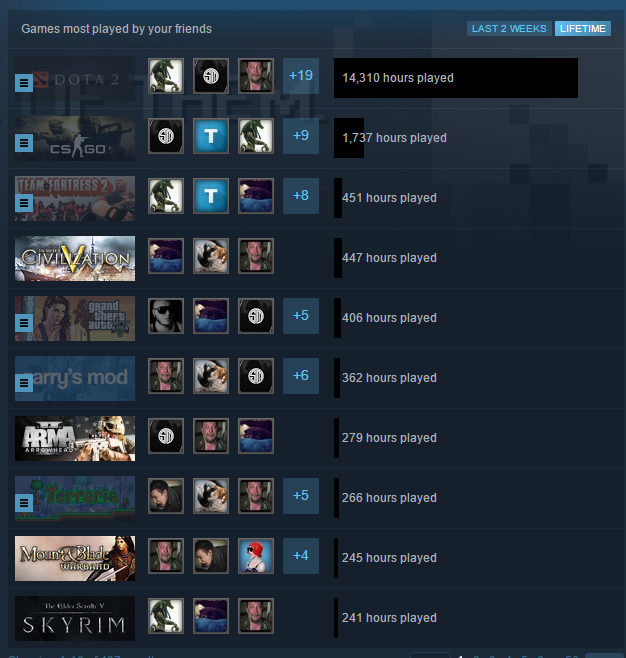 Games most played by your friends
LAST 2 WEEKS LIFETIME
DOTA 2
+19
14,310 hours played
CS GO
T
+9
1,737 hours played
TEAM FORTRESS 2
T
+8
451 hours played
CIVILIZATION V
447 hours played
grand theft auto V
+5
406 hours played
garry's mod
+6
362 hours played
ARMA II
ARROWHEAD
279 hours played
Terraria
+5
266 hours played
Mount&Blade
WARBAND
+4
245 hours played
The Elder Scrolls V
SKYRIM
241 hours played